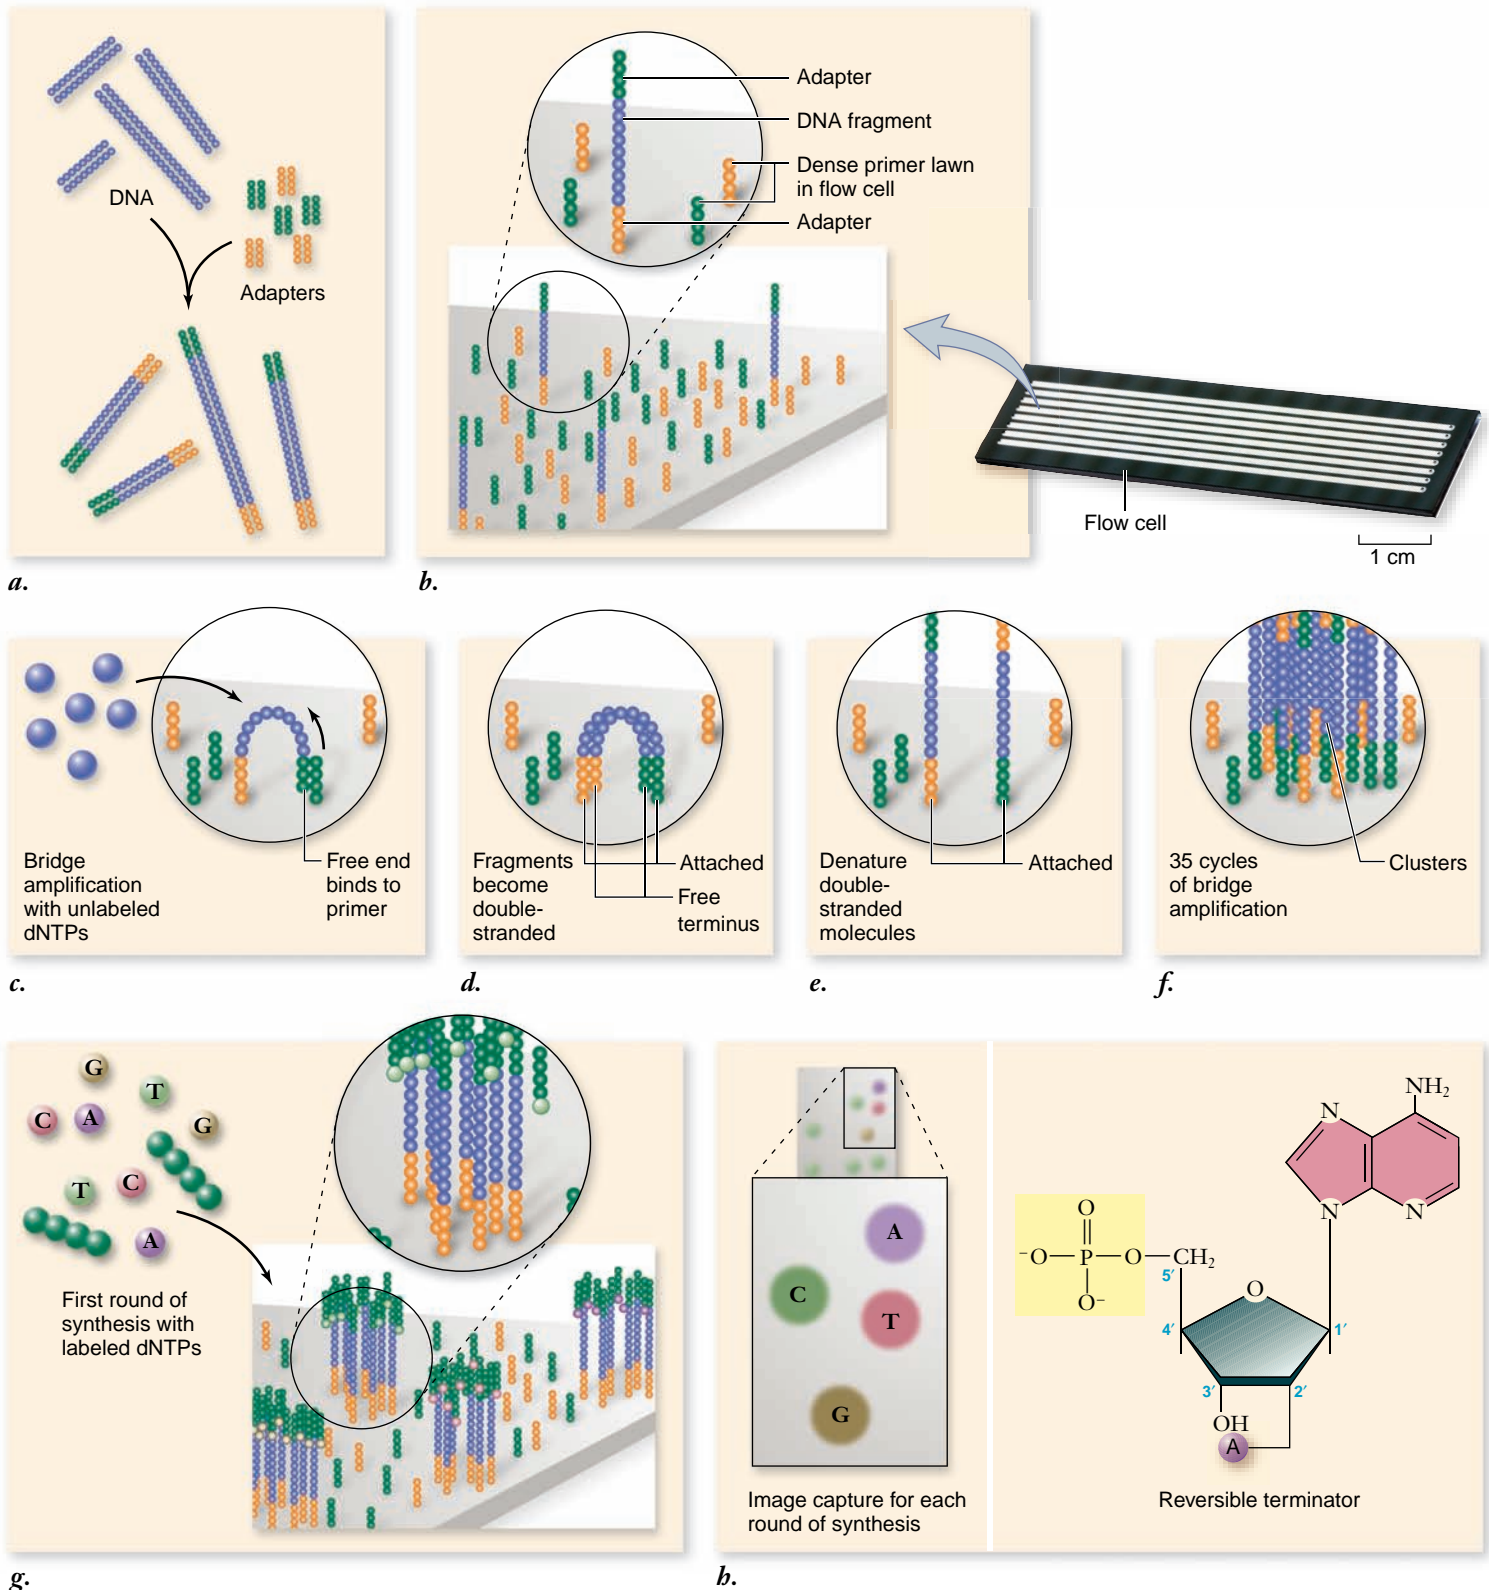 DNA
Adapters
a.
Adapter
DNA fragment
Dense primer lawn
in flow cell
Adapter
Flow cell
1 cm
b.
Bridge
amplification
with unlabeled
dNTPs
Free end
binds to
primer
c.
Fragments
become
double-
stranded
Attached
Free
terminus
d.
Denature
double-
stranded
molecules
Attached
e.
35 cycles
of bridge
amplification
Clusters
f.
G
T
C
A
G
T
C
A
First round of
synthesis with
labeled dNTPs
g.
A
C
T
G
Image capture for each
round of synthesis
NH₂
N
N
N
O
⁻O
P
O
CH₂
O⁻
5′
O
4′
1′
3′
2′
OH
A
Reversible terminator
h.